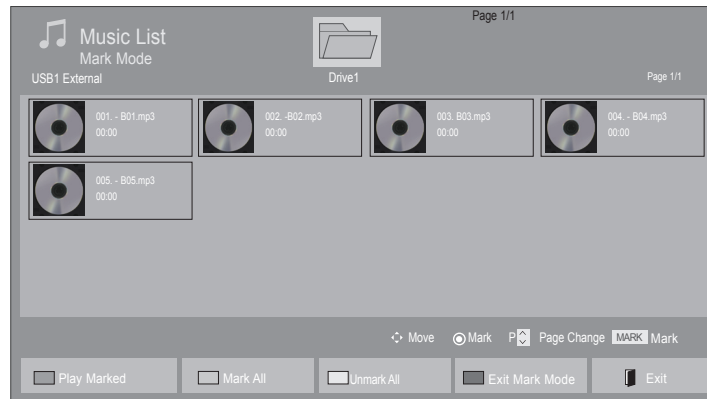 Page 1/1
Music List
Mark Mode
USB1 External
Drive1
Page 1/1
001. - B01.mp3
00:00
002. -B02.mp3
00:00
003. B03.mp3
00:00
004. - B04.mp3
00:00
005. - B05.mp3
00:00
Move Mark P Page Change MARK Mark
Play Marked Mark All Unmark All Exit Mark Mode Exit